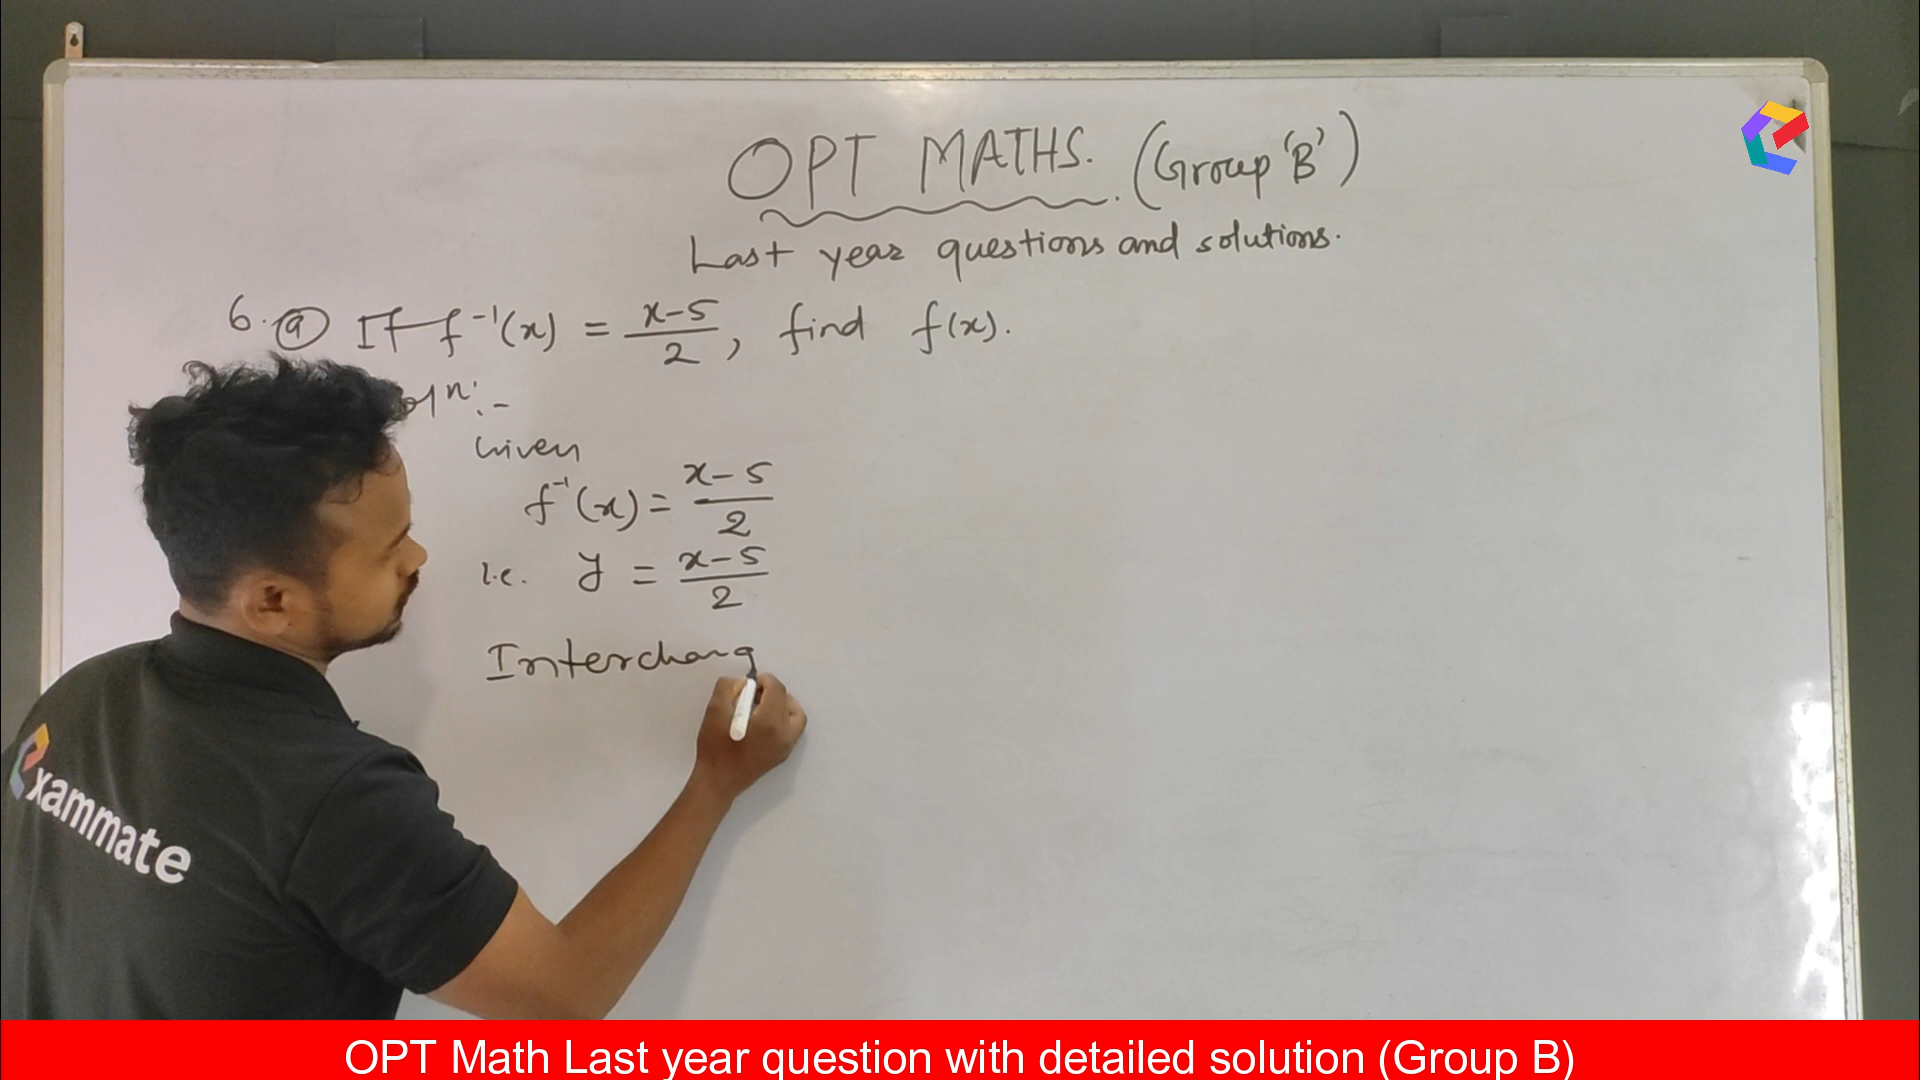 OPT MATHS. (Group 'B')
Last year questions and solutions.
6. a If f⁻¹(x) = x-5/2, find f(x).
olⁿ:-
Given
f⁻¹(x) = x-5/2
i.e. y = x-5/2
Interchang
xammate
OPT Math Last year question with detailed solution (Group B)